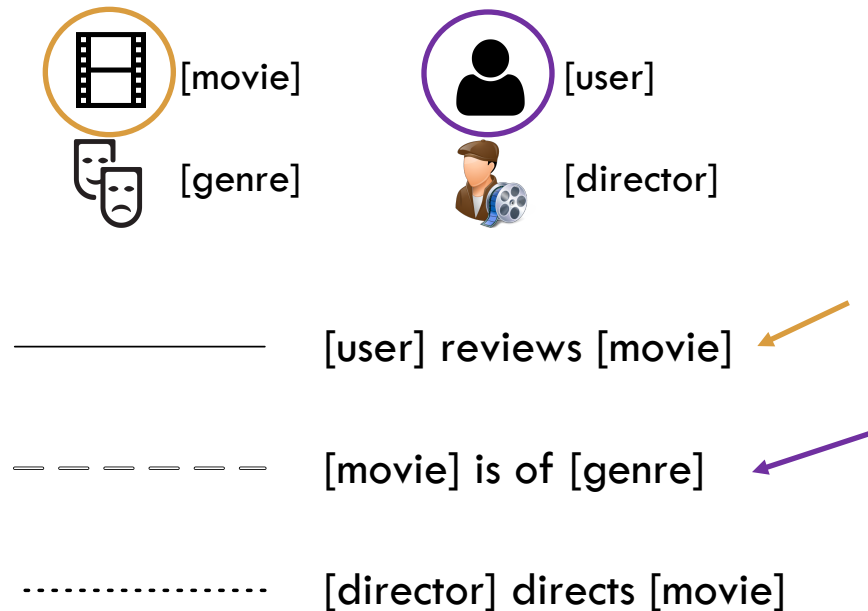 [movie] [user]
[genre] [director]
[user] reviews [movie]
[movie] is of [genre]
[director] directs [movie]